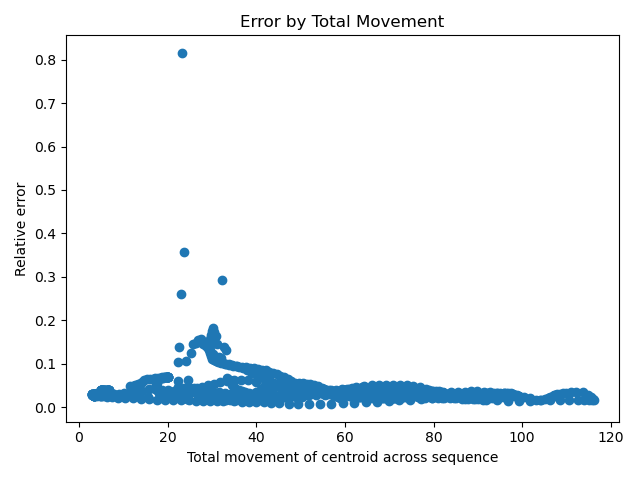 Error by Total Movement
0.8
0.7
0.6
0.5
0.4
0.3
0.2
0.1
0.0
Relative error
0 20 40 60 80 100 120
Total movement of centroid across sequence